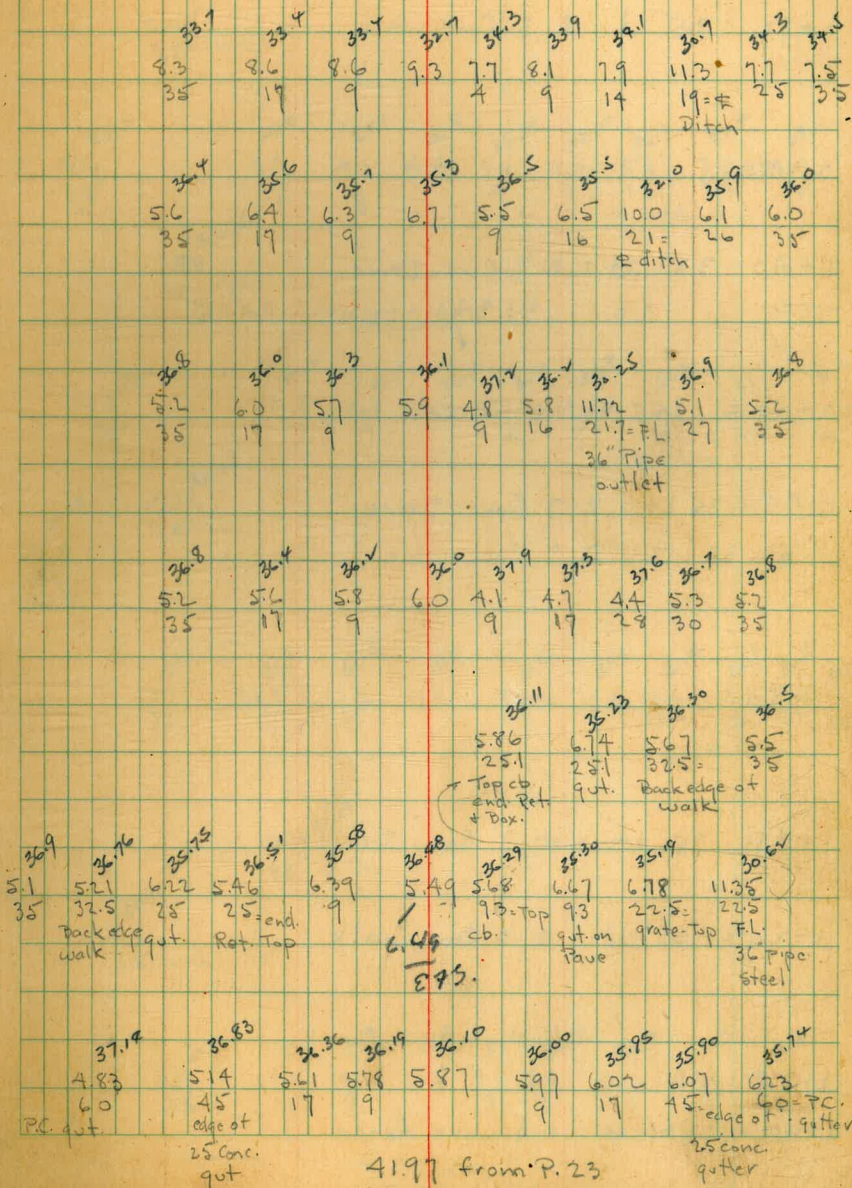 33.7 33.4 33.4 32.7 34.3 33.9 34.1 30.7 34.3 34.5
8.3 8.6 8.6 9.3 7.7 8.1 7.9 11.3 7.7 7.5
35 17 9 4 9 14 19=℄ 25 35
Ditch
36.4 35.6 35.7 35.3 36.5 35.5 32.0 35.9 36.0
5.6 6.4 6.3 6.7 5.5 6.5 10.0 6.1 6.0
35 17 9 9 16 21= 26 35
℄ ditch
36.8 36.0 36.3 36.1 37.2 36.2 30.25 36.9 36.8
5.2 6.0 5.7 5.9 4.8 5.8 11.72 5.1 5.2
35 17 9 9 16 21.7=F.L 27 35
36" Pipe
outlet
36.8 36.4 36.2 36.0 37.9 37.3 37.6 36.7 36.8
5.2 5.6 5.8 6.0 4.1 4.7 4.4 5.3 5.2
35 17 9 9 17 28 30 35
36.11 35.23 36.30 36.5
5.86 6.74 5.67 5.5
25.1 25.1 32.5= 35
Top cb. gut. Back edge of
end Ret. walk
& Box.
36.9 36.76 35.75 36.51 35.58 36.48 36.29 35.30 35.19 30.62
5.1 5.21 6.22 5.46 6.39 5.49 5.68 6.67 6.78 11.35
35 32.5 25 25=end. 9 9.3=Top 9.3 22.5= 22.5
Back edge gut. Ret. Top cb. gut. on grate-Top F.L.
walk 6.49 Pave 36" Pipe
Steel
37.14 36.83 36.36 36.19 36.10 36.00 35.95 35.90 35.74
4.83 5.14 5.61 5.78 5.87 5.97 6.02 6.07 6.23
60 45 17 9 9 17 45=edge of 60=P.C.
P.C. gut. edge of gutter
25 Conc. 25 conc.
gut gutter
41.97 from P. 23